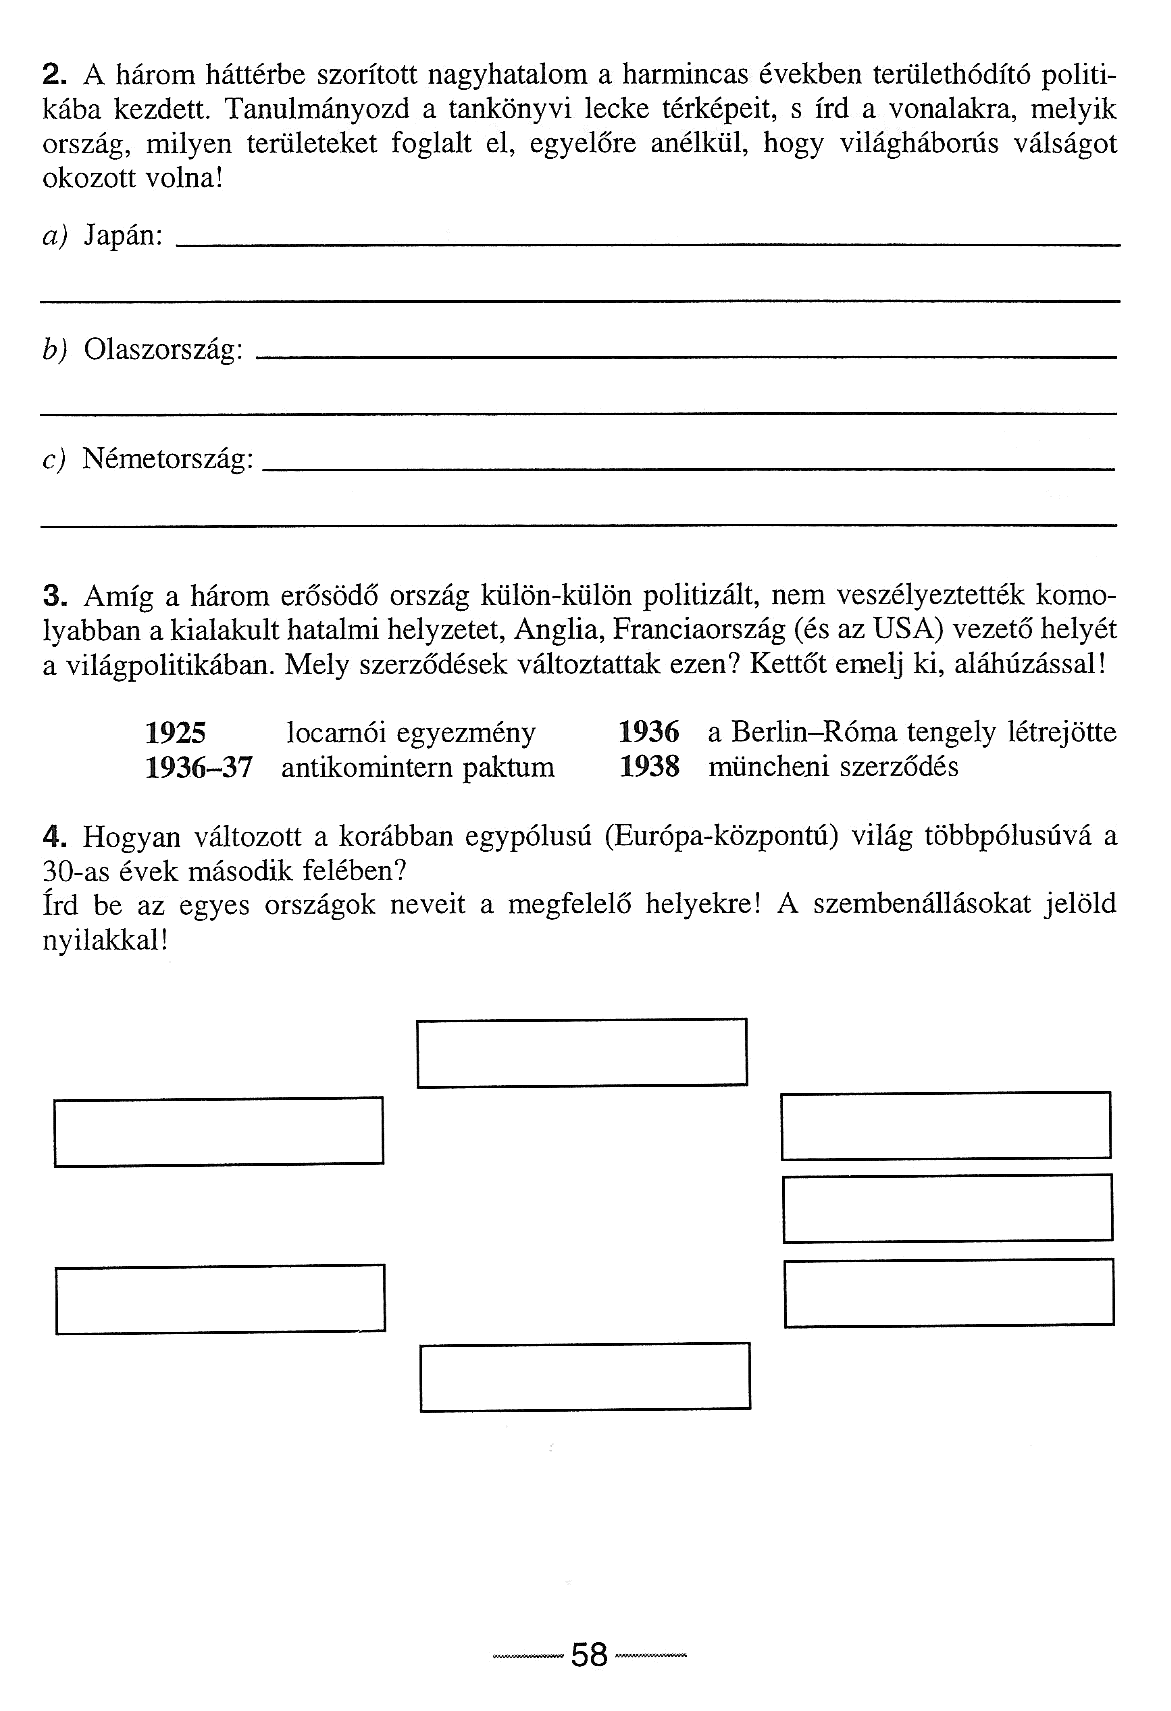 2. A három háttérbe szorított nagyhatalom a harmincas években területhódító politi-
kába kezdett. Tanulmányozd a tankönyvi lecke térképeit, s írd a vonalakra, melyik
ország, milyen területeket foglalt el, egyelőre anélkül, hogy világháborús válságot
okozott volna!
a) Japán:
b) Olaszország:
c) Németország:
3. Amíg a három erősödő ország külön-külön politizált, nem veszélyeztették komo-
lyabban a kialakult hatalmi helyzetet, Anglia, Franciaország (és az USA) vezető helyét
a világpolitikában. Mely szerződések változtattak ezen? Kettőt emelj ki, aláhúzással!
1925 locarnói egyezmény 1936 a Berlin–Róma tengely létrejötte
1936–37 antikomintern paktum 1938 müncheni szerződés
4. Hogyan változott a korábban egypólusú (Európa-központú) világ többpólusúvá a
30-as évek második felében?
Írd be az egyes országok neveit a megfelelő helyekre! A szembenállásokat jelöld
nyilakkal!
58